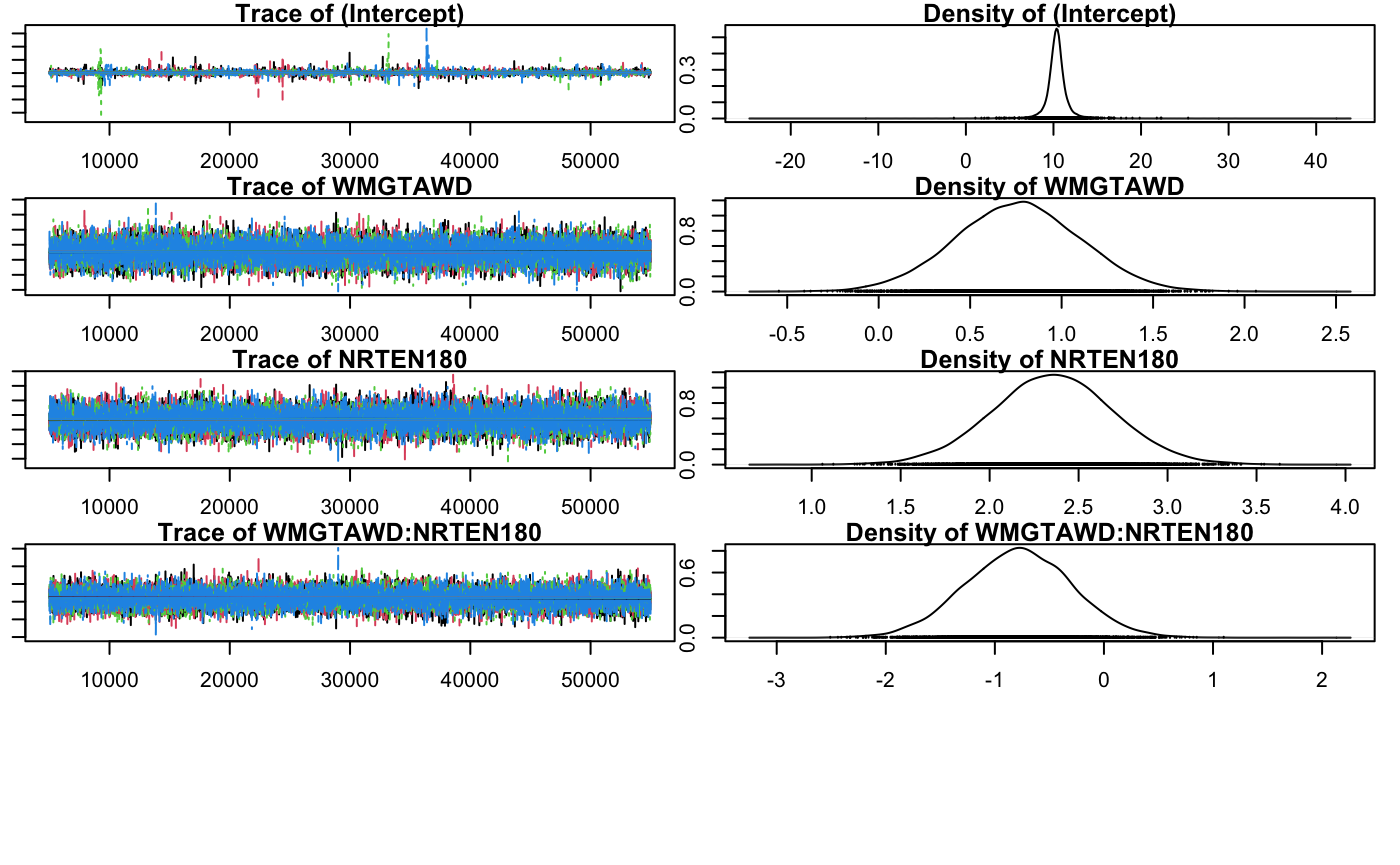 Trace of (Intercept) Density of (Intercept)
0.0 0.3
10000 20000 30000 40000 50000 -20 -10 0 10 20 30 40
Trace of WMGTAWD Density of WMGTAWD
0.0 0.8
10000 20000 30000 40000 50000 -0.5 0.0 0.5 1.0 1.5 2.0 2.5
Trace of NRTEN180 Density of NRTEN180
0.0 0.8
10000 20000 30000 40000 50000 1.0 1.5 2.0 2.5 3.0 3.5 4.0
Trace of WMGTAWD:NRTEN180 Density of WMGTAWD:NRTEN180
0.0 0.6
10000 20000 30000 40000 50000 -3 -2 -1 0 1 2